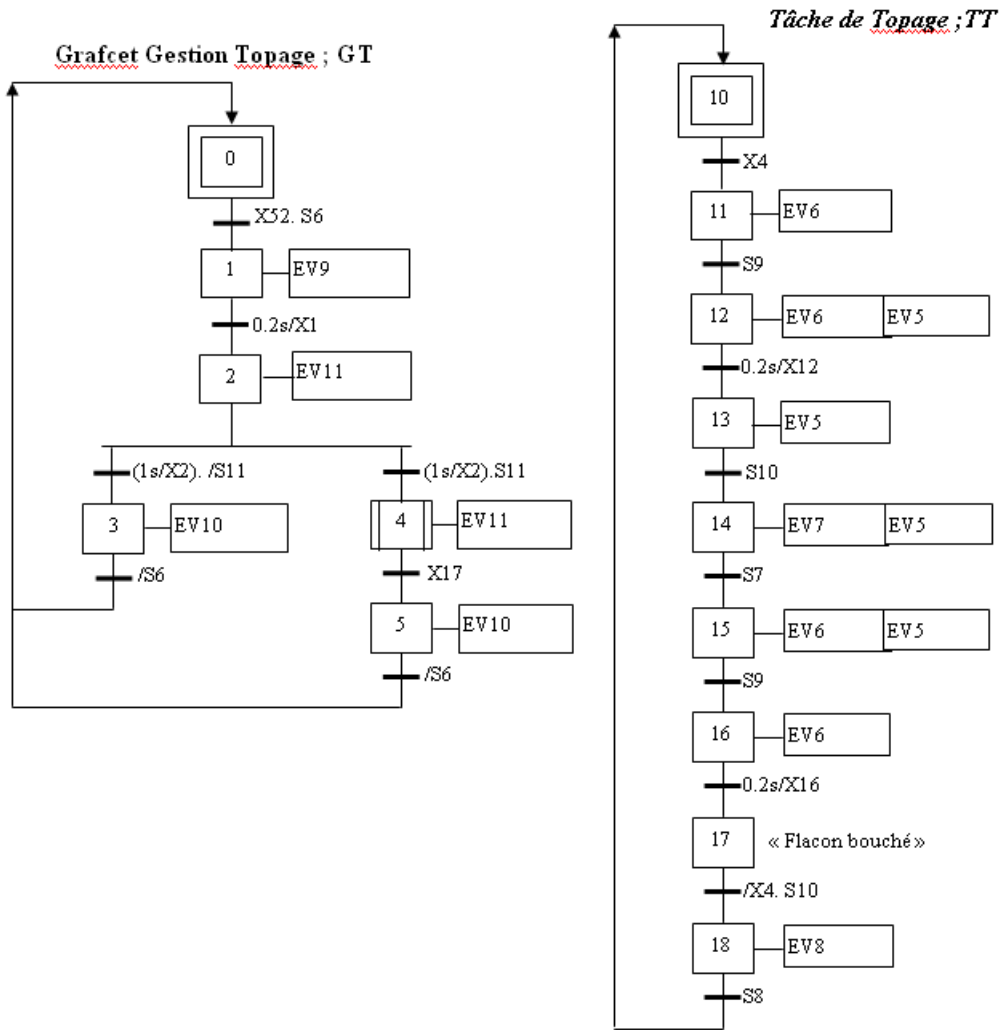 Grafcet Gestion Topage ; GT
0
X52. S6
1
EV9
0.2s/X1
2
EV11
(1s/X2). /S11
(1s/X2).S11
3
EV10
4
EV11
/S6
X17
5
EV10
/S6
Tâche de Topage ;TT
10
X4
11
EV6
S9
12
EV6
EV5
0.2s/X12
13
EV5
S10
14
EV7
EV5
S7
15
EV6
EV5
S9
16
EV6
0.2s/X16
17
« Flacon bouché »
/X4. S10
18
EV8
S8